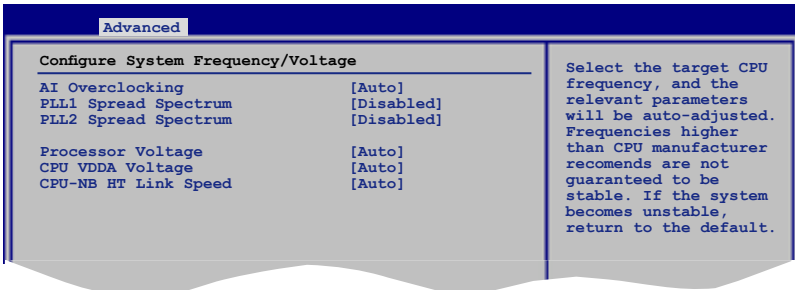 Advanced
Configure System Frequency/Voltage
AI Overclocking [Auto]
PLL1 Spread Spectrum [Disabled]
PLL2 Spread Spectrum [Disabled]
Processor Voltage [Auto]
CPU VDDA Voltage [Auto]
CPU-NB HT Link Speed [Auto]
Select the target CPU
frequency, and the
relevant parameters
will be auto-adjusted.
Frequencies higher
than CPU manufacturer
recomends are not
guaranteed to be
stable. If the system
becomes unstable,
return to the default.